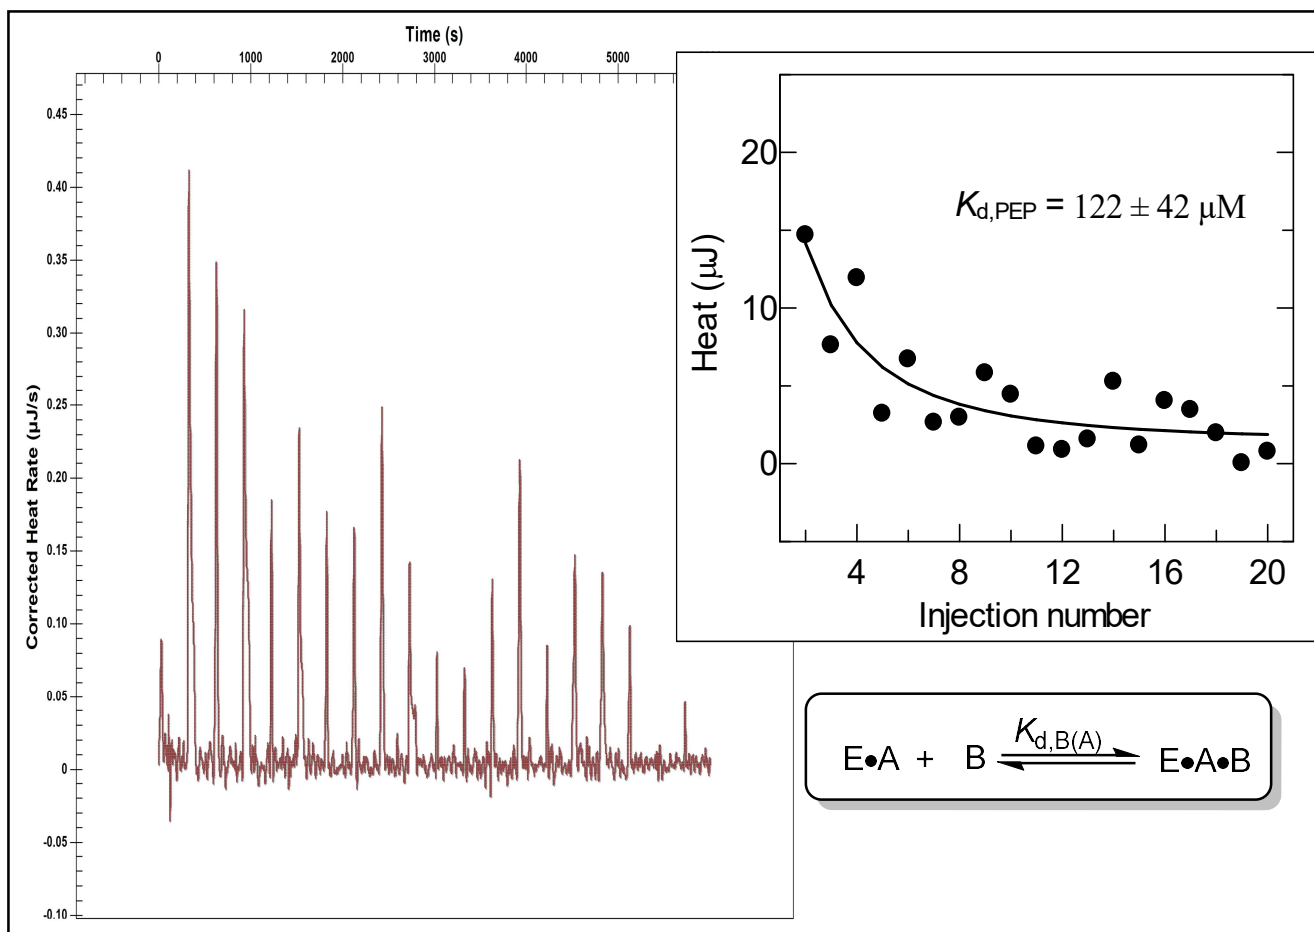 Time (s)
0 1000 2000 3000 4000 5000
Corrected Heat Rate (µJ/s)
0.45
0.40
0.35
0.30
0.25
0.20
0.15
0.10
0.05
0
-0.05
-0.10
Heat (µJ)
20
10
0
Kd,PEP = 122 ± 42 µM
4 8 12 16 20
Injection number
Kd,B(A)
E•A + B E•A•B